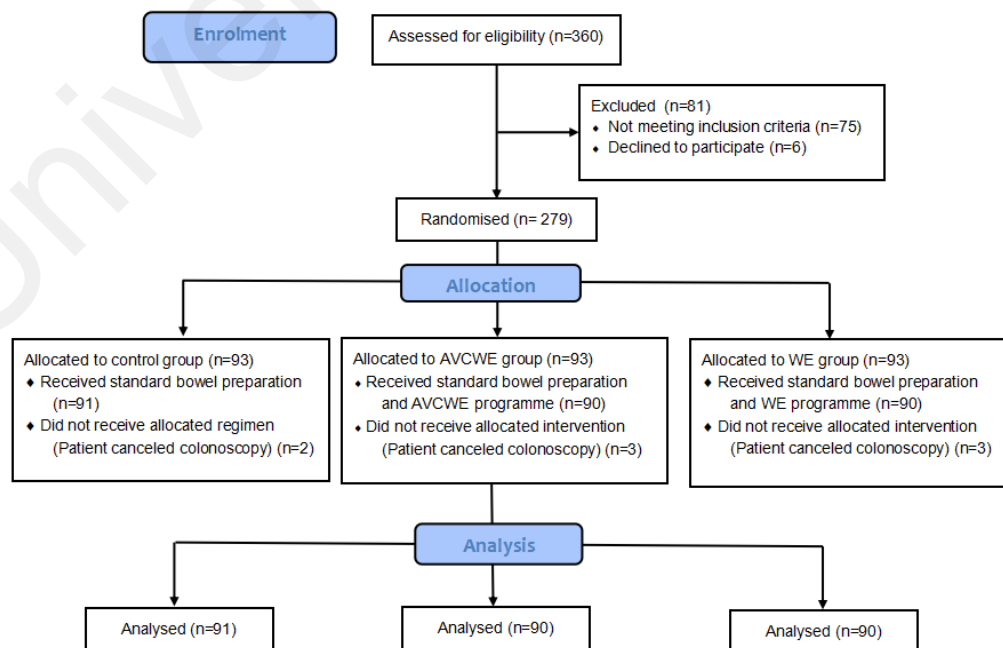 Enrolment
Assessed for eligibility (n=360)
Excluded (n=81)
♦ Not meeting inclusion criteria (n=75)
♦ Declined to participate (n=6)
Randomised (n= 279)
Allocation
Allocated to control group (n=93)
♦ Received standard bowel preparation
(n=91)
♦ Did not receive allocated regimen
(Patient canceled colonoscopy) (n=2)
Allocated to AVCWE group (n=93)
♦ Received standard bowel preparation
and AVCWE programme (n=90)
♦ Did not receive allocated intervention
(Patient canceled colonoscopy) (n=3)
Allocated to WE group (n=93)
♦ Received standard bowel preparation
and WE programme (n=90)
♦ Did not receive allocated intervention
(Patient canceled colonoscopy) (n=3)
Analysis
Analysed (n=91)
Analysed (n=90)
Analysed (n=90)
Univer